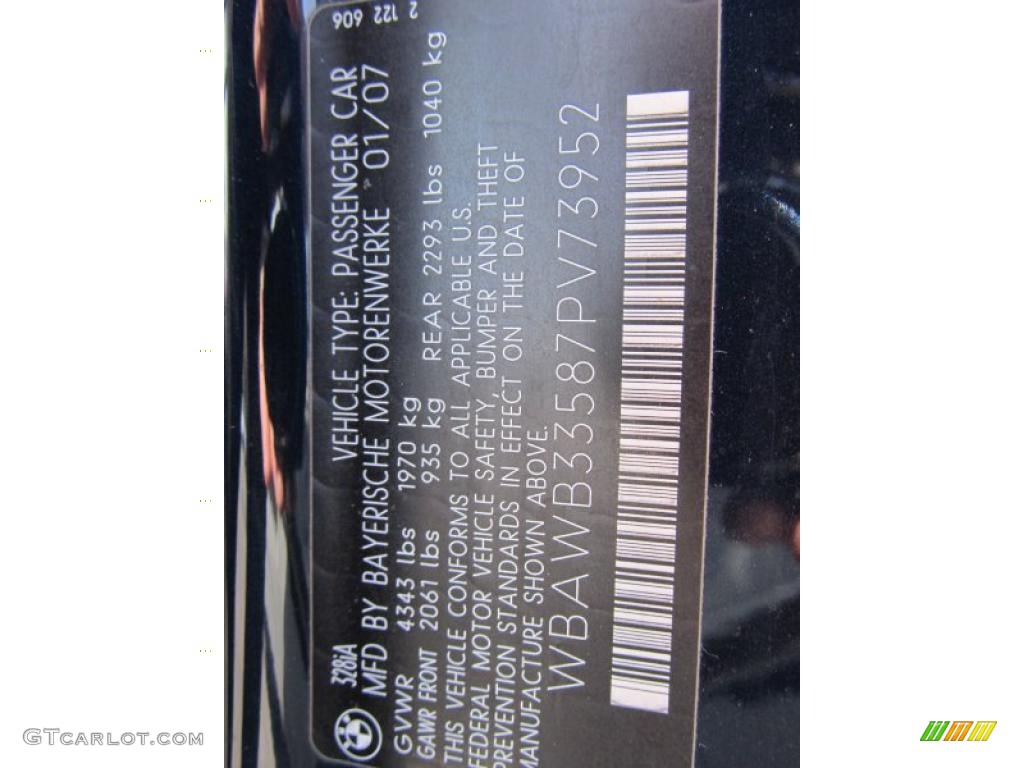 2 122 606
328iA VEHICLE TYPE: PASSENGER CAR
MFD BY BAYERISCHE MOTORENWERKE 01/07
GVWR 4343 lbs 1970 kg
GAWR FRONT 2061 lbs 935 kg REAR 2293 lbs 1040 kg
THIS VEHICLE CONFORMS TO ALL APPLICABLE U.S.
FEDERAL MOTOR VEHICLE SAFETY, BUMPER AND THEFT
PREVENTION STANDARDS IN EFFECT ON THE DATE OF
MANUFACTURE SHOWN ABOVE.
WBAWB33587PV73952
GTCarlot.com